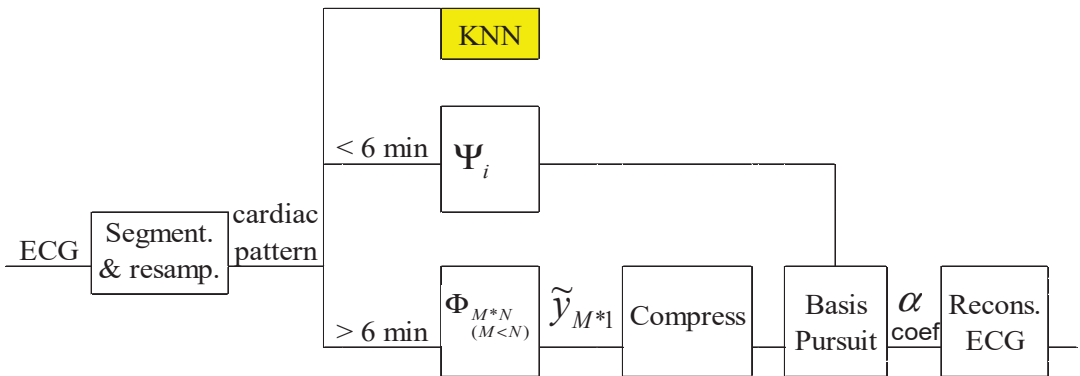 KNN
< 6 min
Ψi
ECG
Segment.
& resamp.
cardiac
pattern
> 6 min
ΦM*N
(M<N)
ỹM*1
Compress
Basis
Pursuit
α
coef
Recons.
ECG